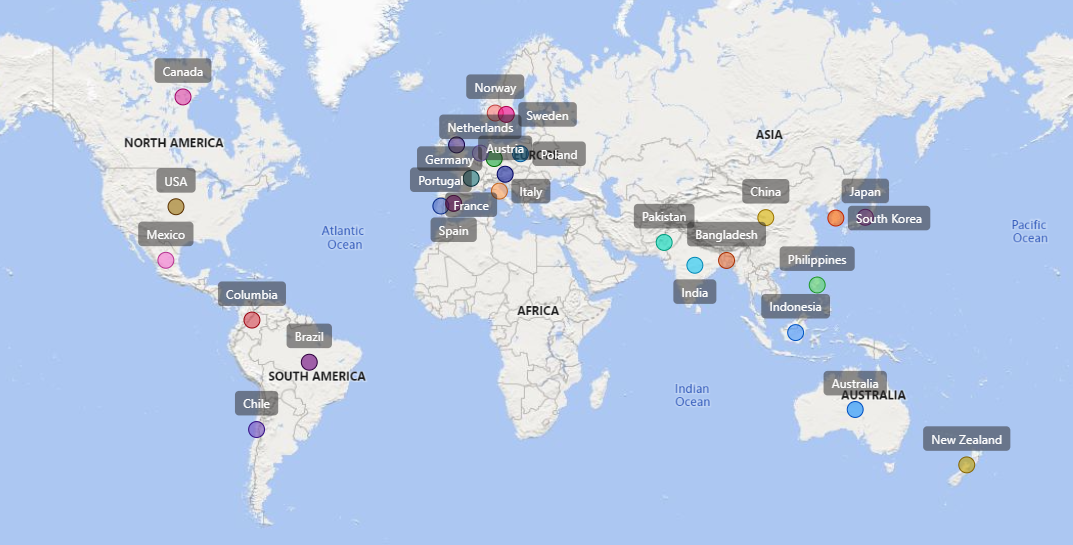 Canada
Norway
Sweden
Netherlands
NORTH AMERICA
ASIA
Austria
Germany
EUROPE
Poland
USA
Portugal
Italy
China
Japan
France
Pakistan
South Korea
Spain
Mexico
Atlantic
Ocean
Bangladesh
Pacific
Ocean
Philippines
Columbia
India
Indonesia
AFRICA
Brazil
SOUTH AMERICA
Australia
Indian
Ocean
AUSTRALIA
Chile
New Zealand